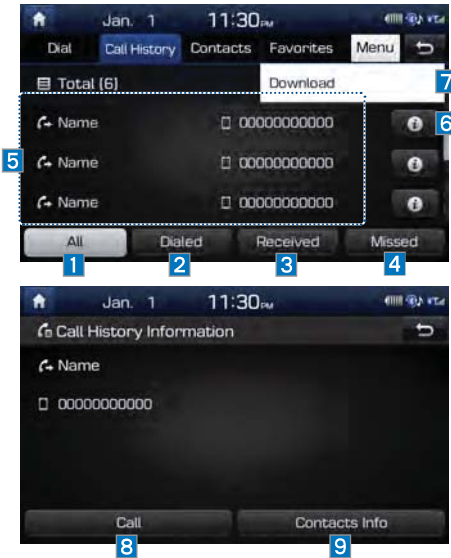 Jan. 1 11:30PM
Dial Call History Contacts Favorites Menu
Total (6) Download 7
Name 00000000000 6
5 Name 00000000000
Name 00000000000
All Dialed Received Missed
1 2 3 4
Jan. 1 11:30PM
Call History Information
Name
00000000000
Call Contacts Info
8 9